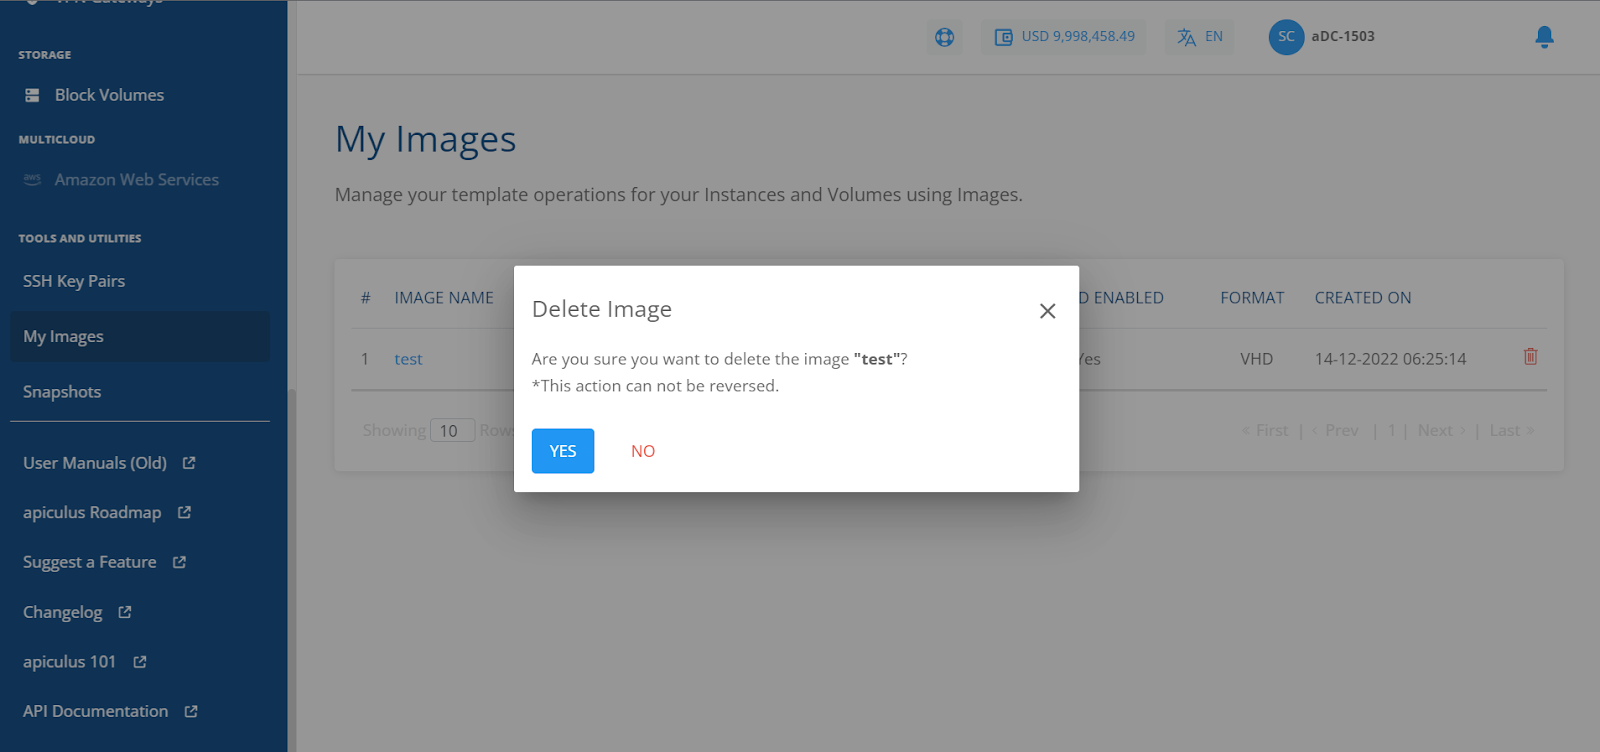 STORAGE
Block Volumes
MULTICLOUD
aws Amazon Web Services
TOOLS AND UTILITIES
SSH Key Pairs
My Images
Snapshots
User Manuals (Old)
apiculus Roadmap
Suggest a Feature
Changelog
apiculus 101
API Documentation
USD 9,998,458.49
EN
SC aDC-1503
My Images
Manage your template operations for your Instances and Volumes using Images.
# IMAGE NAME ENABLED FORMAT CREATED ON
1 test Yes VHD 14-12-2022 06:25:14
Showing 10 « First | ‹ Prev | 1 | Next › | Last »
Delete Image
Are you sure you want to delete the image "test"?
*This action can not be reversed.
YES NO